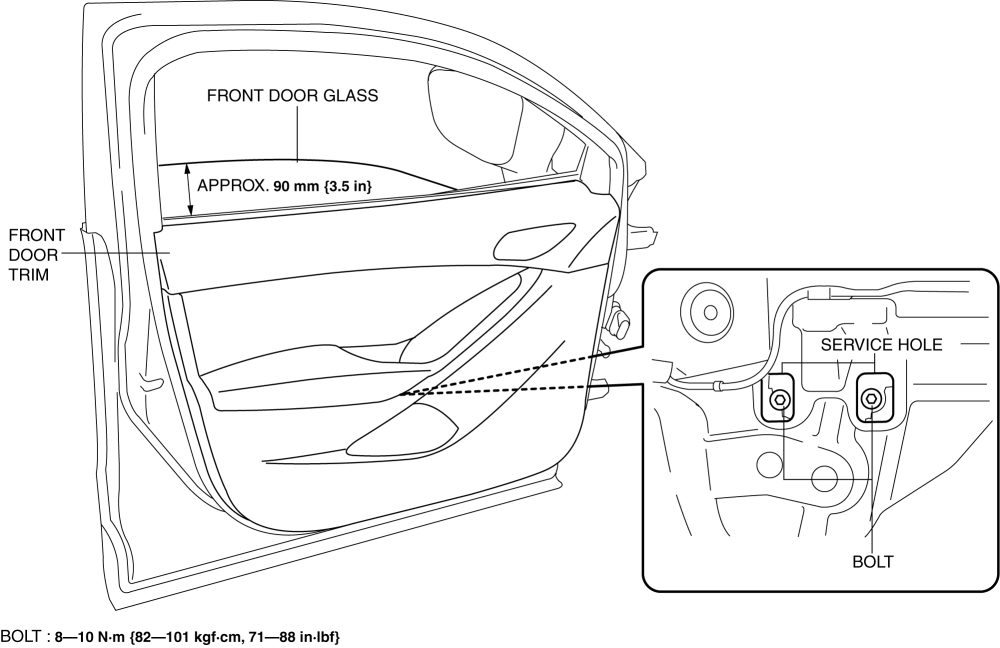 FRONT DOOR GLASS
APPROX. 90 mm {3.5 in}
FRONT
DOOR
TRIM
SERVICE HOLE
BOLT
BOLT : 8—10 N·m {82—101 kgf·cm, 71—88 in·lbf}